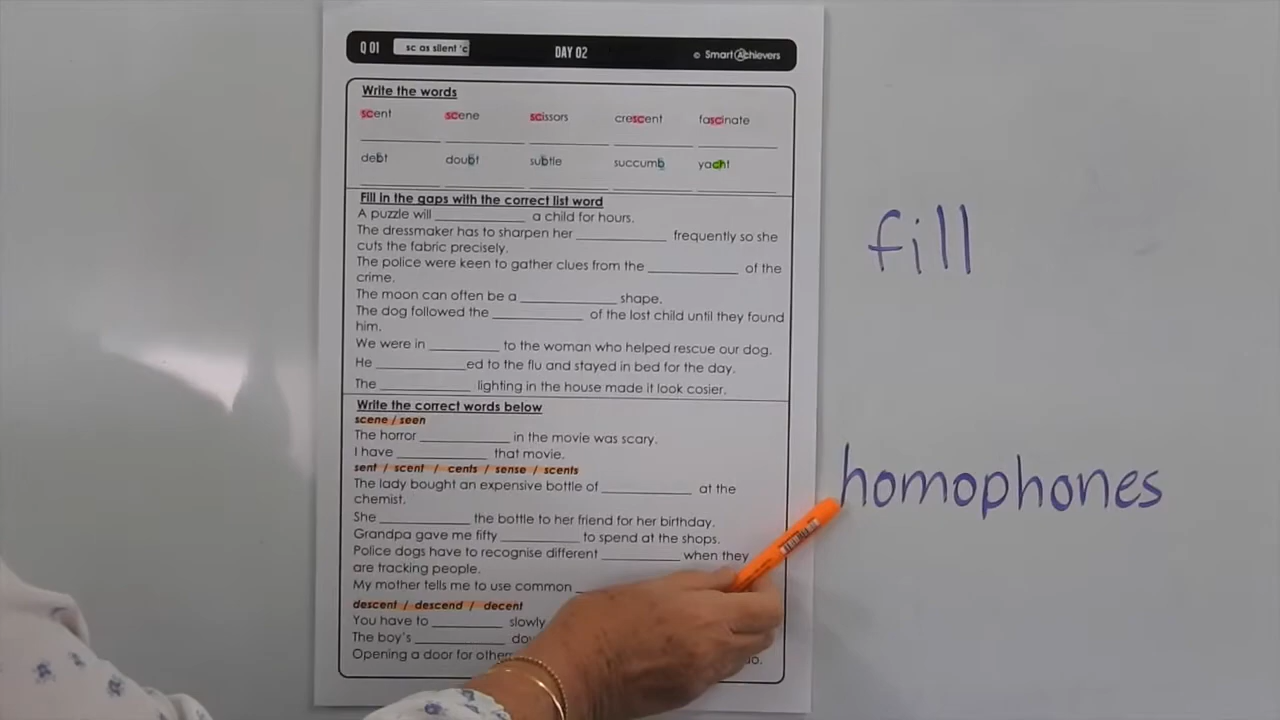 Q 01 sc as silent 'c DAY 02 © SmartAchievers
Write the words
scent scene scissors crescent fascinate
debt doubt subtle succumb yacht
Fill in the gaps with the correct list word
A puzzle will ____________ a child for hours.
The dressmaker has to sharpen her ____________ frequently so she
cuts the fabric precisely.
The police were keen to gather clues from the ____________ of the
crime.
The moon can often be a ____________ shape.
The dog followed the ____________ of the lost child until they found
him.
We were in __________ to the woman who helped rescue our dog.
He ____________ed to the flu and stayed in bed for the day.
The ____________ lighting in the house made it look cosier.
Write the correct words below
scene / seen
The horror ____________ in the movie was scary.
I have ____________ that movie.
sent / scent / cents / sense / scents
The lady bought an expensive bottle of ____________ at the
chemist.
She ____________ the bottle to her friend for her birthday.
Grandpa gave me fifty __________ to spend at the shops.
Police dogs have to recognise different __________ when they
are tracking people.
My mother tells me to use common
descent / descend / decent
You have to _________ slowly
The boy's ____________
Opening a door for
fill
homophones